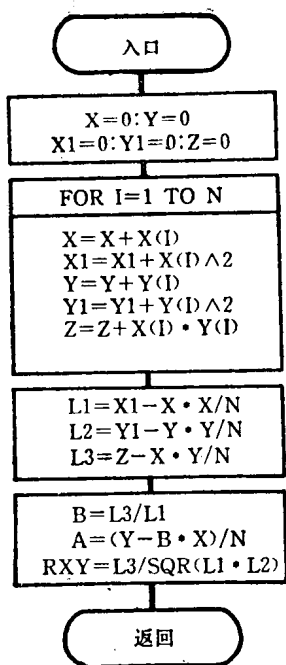 入口
X=0:Y=0
X1=0:Y1=0:Z=0
FOR I=1 TO N
X=X+X(I)
X1=X1+X(I)∧2
Y=Y+Y(I)
Y1=Y1+Y(I)∧2
Z=Z+X(I)•Y(I)
L1=X1-X•X/N
L2=Y1-Y•Y/N
L3=Z-X•Y/N
B=L3/L1
A=(Y-B•X)/N
RXY=L3/SQR(L1•L2)
返回